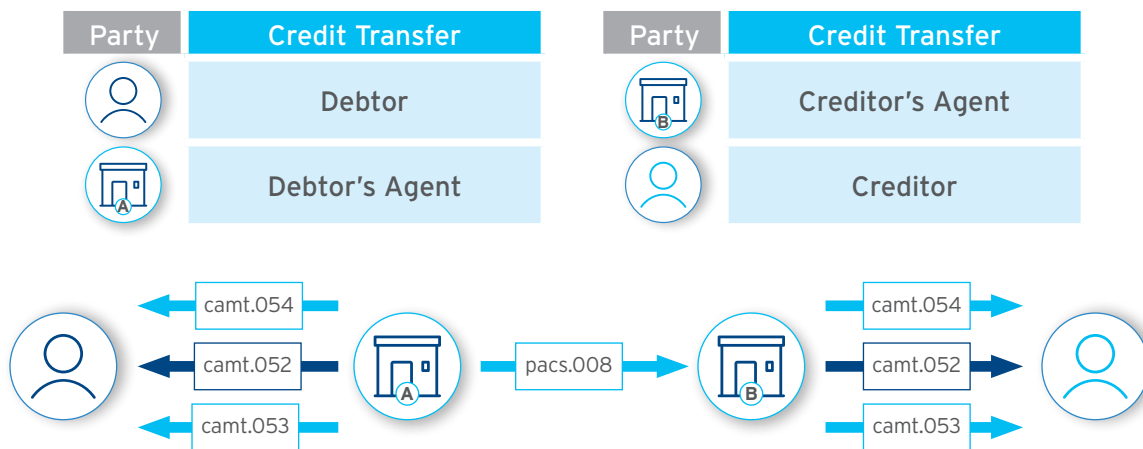 Party Credit Transfer
Debtor
A Debtor's Agent
Party Credit Transfer
B Creditor's Agent
Creditor
camt.054
camt.052
camt.053
A
pacs.008
B
camt.054
camt.052
camt.053